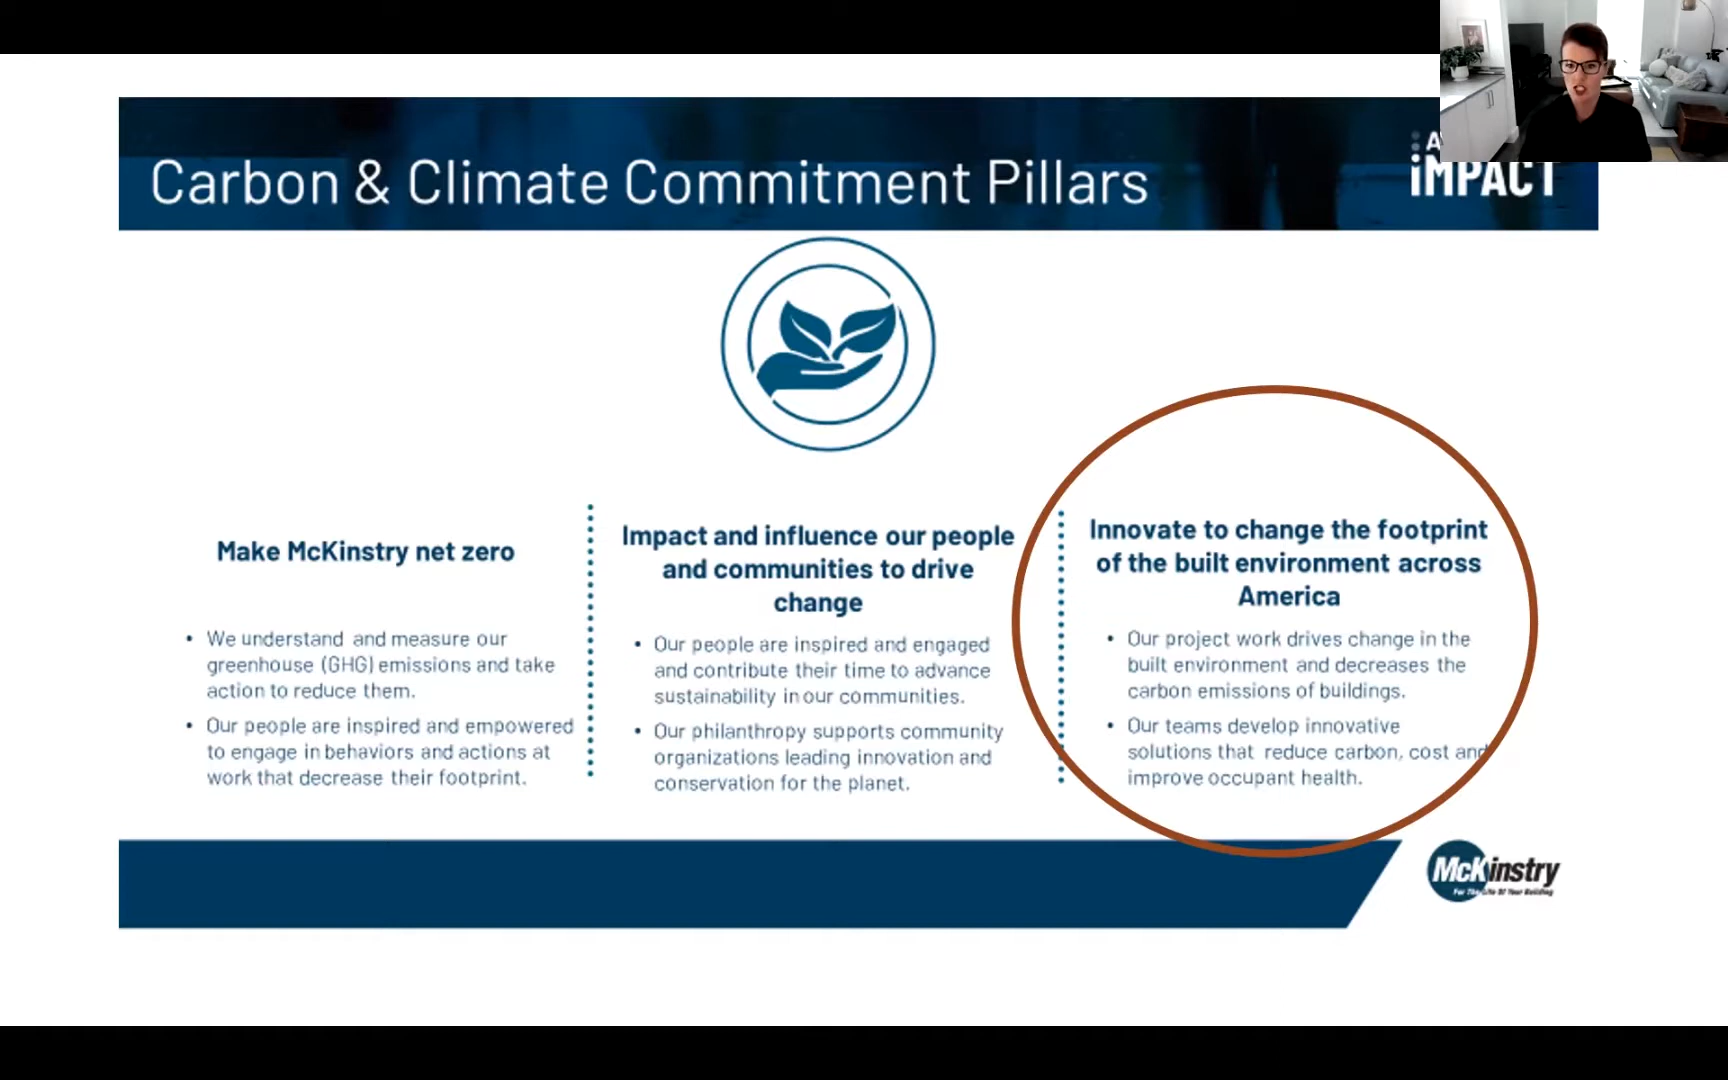 Carbon & Climate Commitment Pillars
A
iMPACT
Make McKinstry net zero
• We understand and measure our
greenhouse (GHG) emissions and take
action to reduce them.
• Our people are inspired and empowered
to engage in behaviors and actions at
work that decrease their footprint.
Impact and influence our people
and communities to drive
change
• Our people are inspired and engaged
and contribute their time to advance
sustainability in our communities.
• Our philanthropy supports community
organizations leading innovation and
conservation for the planet.
Innovate to change the footprint
of the built environment across
America
• Our project work drives change in the
built environment and decreases the
carbon emissions of buildings.
• Our teams develop innovative
solutions that reduce carbon, cost and
improve occupant health.
McKinstry
For The Life Of Your Building